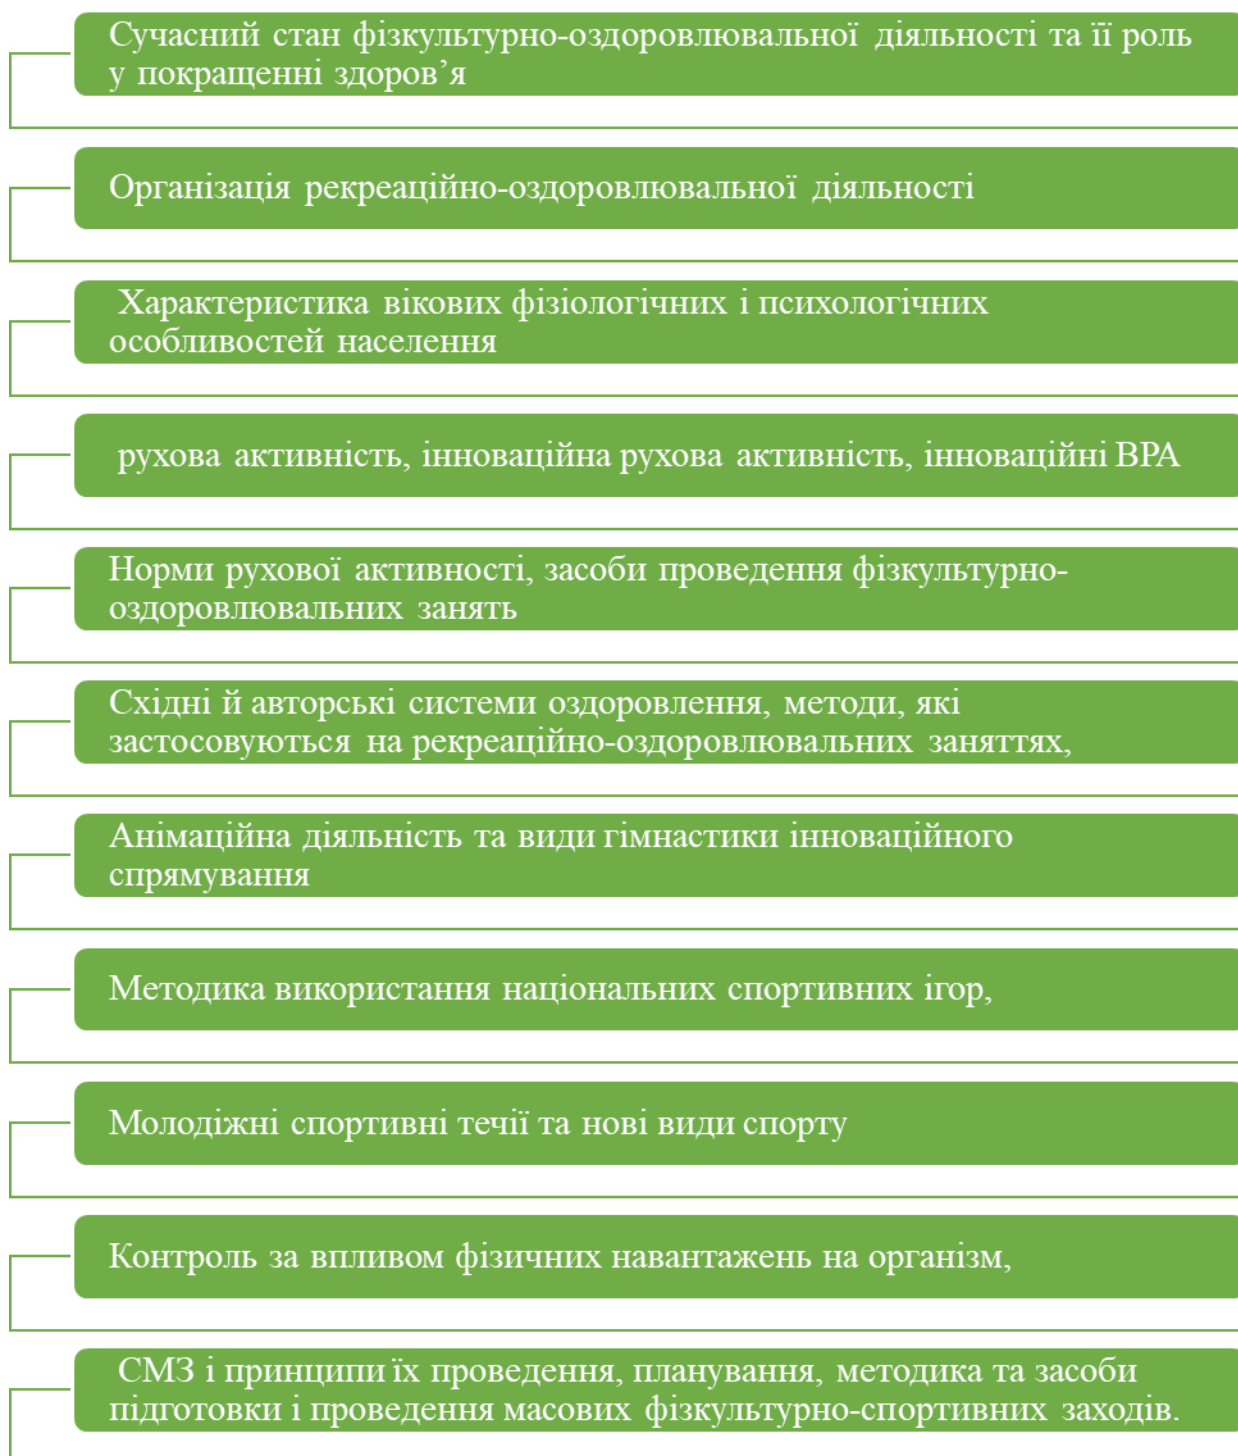 Сучасний стан фізкультурно-оздоровлювальної діяльності та її роль
у покращенні здоров’я
Організація рекреаційно-оздоровлювальної діяльності
Характеристика вікових фізіологічних і психологічних
особливостей населення
рухова активність, інноваційна рухова активність, інноваційні ВРА
Норми рухової активності, засоби проведення фізкультурно-
оздоровлювальних занять
Східні й авторські системи оздоровлення, методи, які
застосовуються на рекреаційно-оздоровлювальних заняттях,
Анімаційна діяльність та види гімнастики інноваційного
спрямування
Методика використання національних спортивних ігор,
Молодіжні спортивні течії та нові види спорту
Контроль за впливом фізичних навантажень на організм,
СМЗ і принципи їх проведення, планування, методика та засоби
підготовки і проведення масових фізкультурно-спортивних заходів.